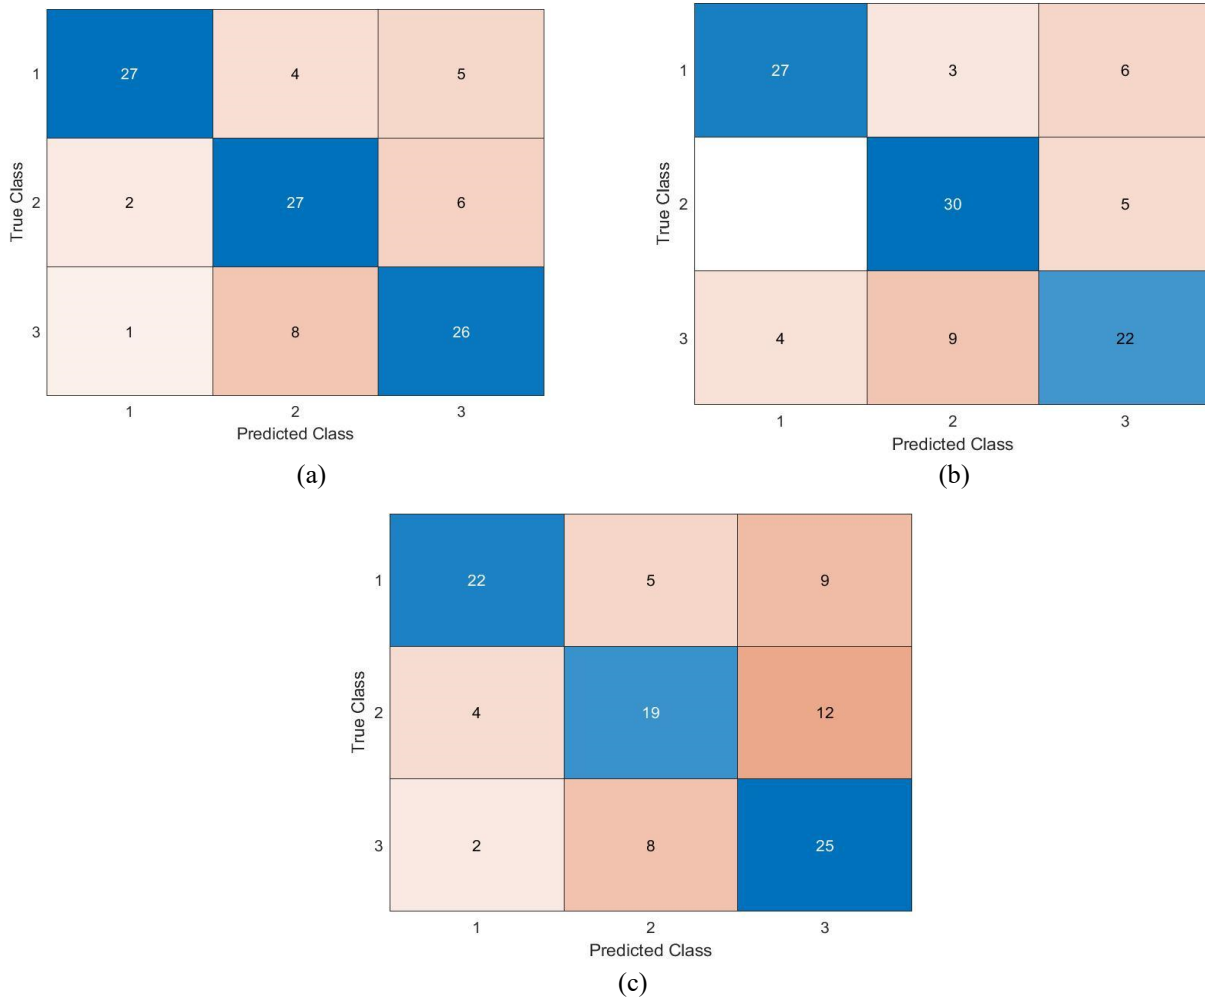 1 27 4 5
True Class
2 2 27 6
3 1 8 26
1 2 3
Predicted Class
(a)
1 27 3 6
True Class
2 30 5
3 4 9 22
1 2 3
Predicted Class
(b)
1 22 5 9
True Class
2 4 19 12
3 2 8 25
1 2 3
Predicted Class
(c)